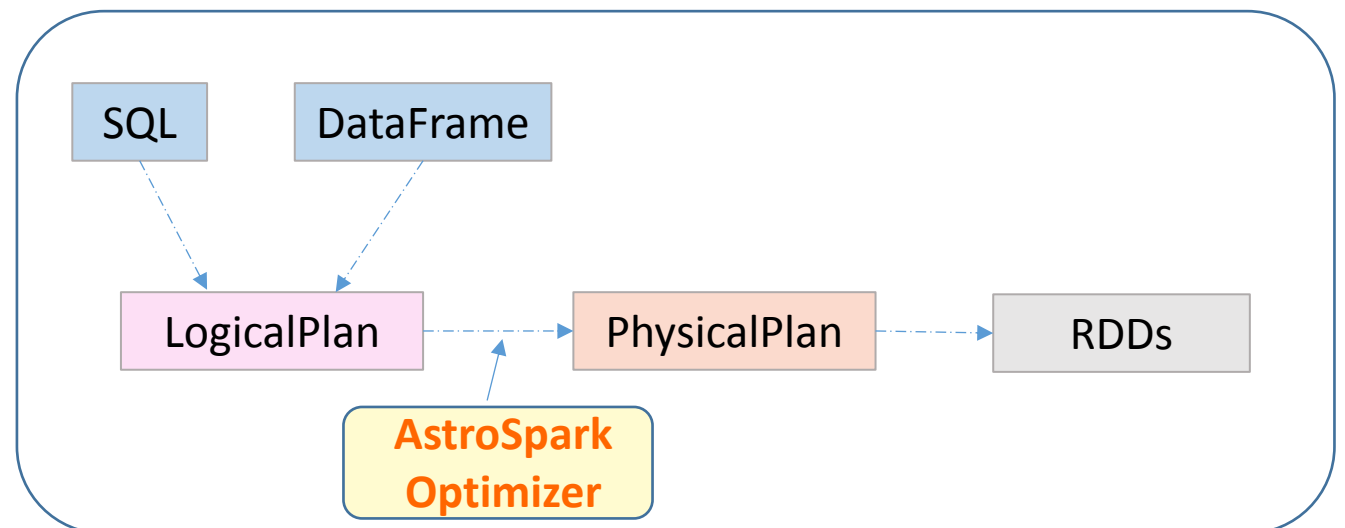 SQL
DataFrame
LogicalPlan
PhysicalPlan
RDDs
AstroSpark
Optimizer